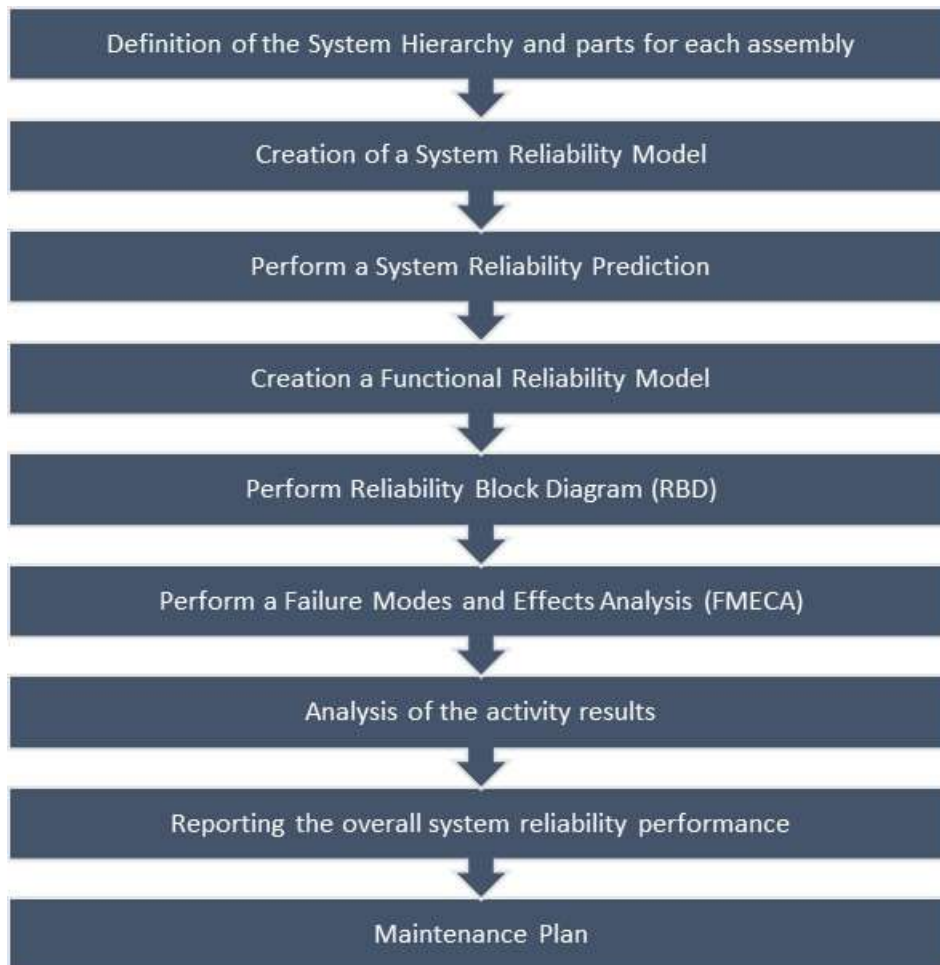 Definition of the System Hierarchy and parts for each assembly
Creation of a System Reliability Model
Perform a System Reliability Prediction
Creation a Functional Reliability Model
Perform Reliability Block Diagram (RBD)
Perform a Failure Modes and Effects Analysis (FMECA)
Analysis of the activity results
Reporting the overall system reliability performance
Maintenance Plan